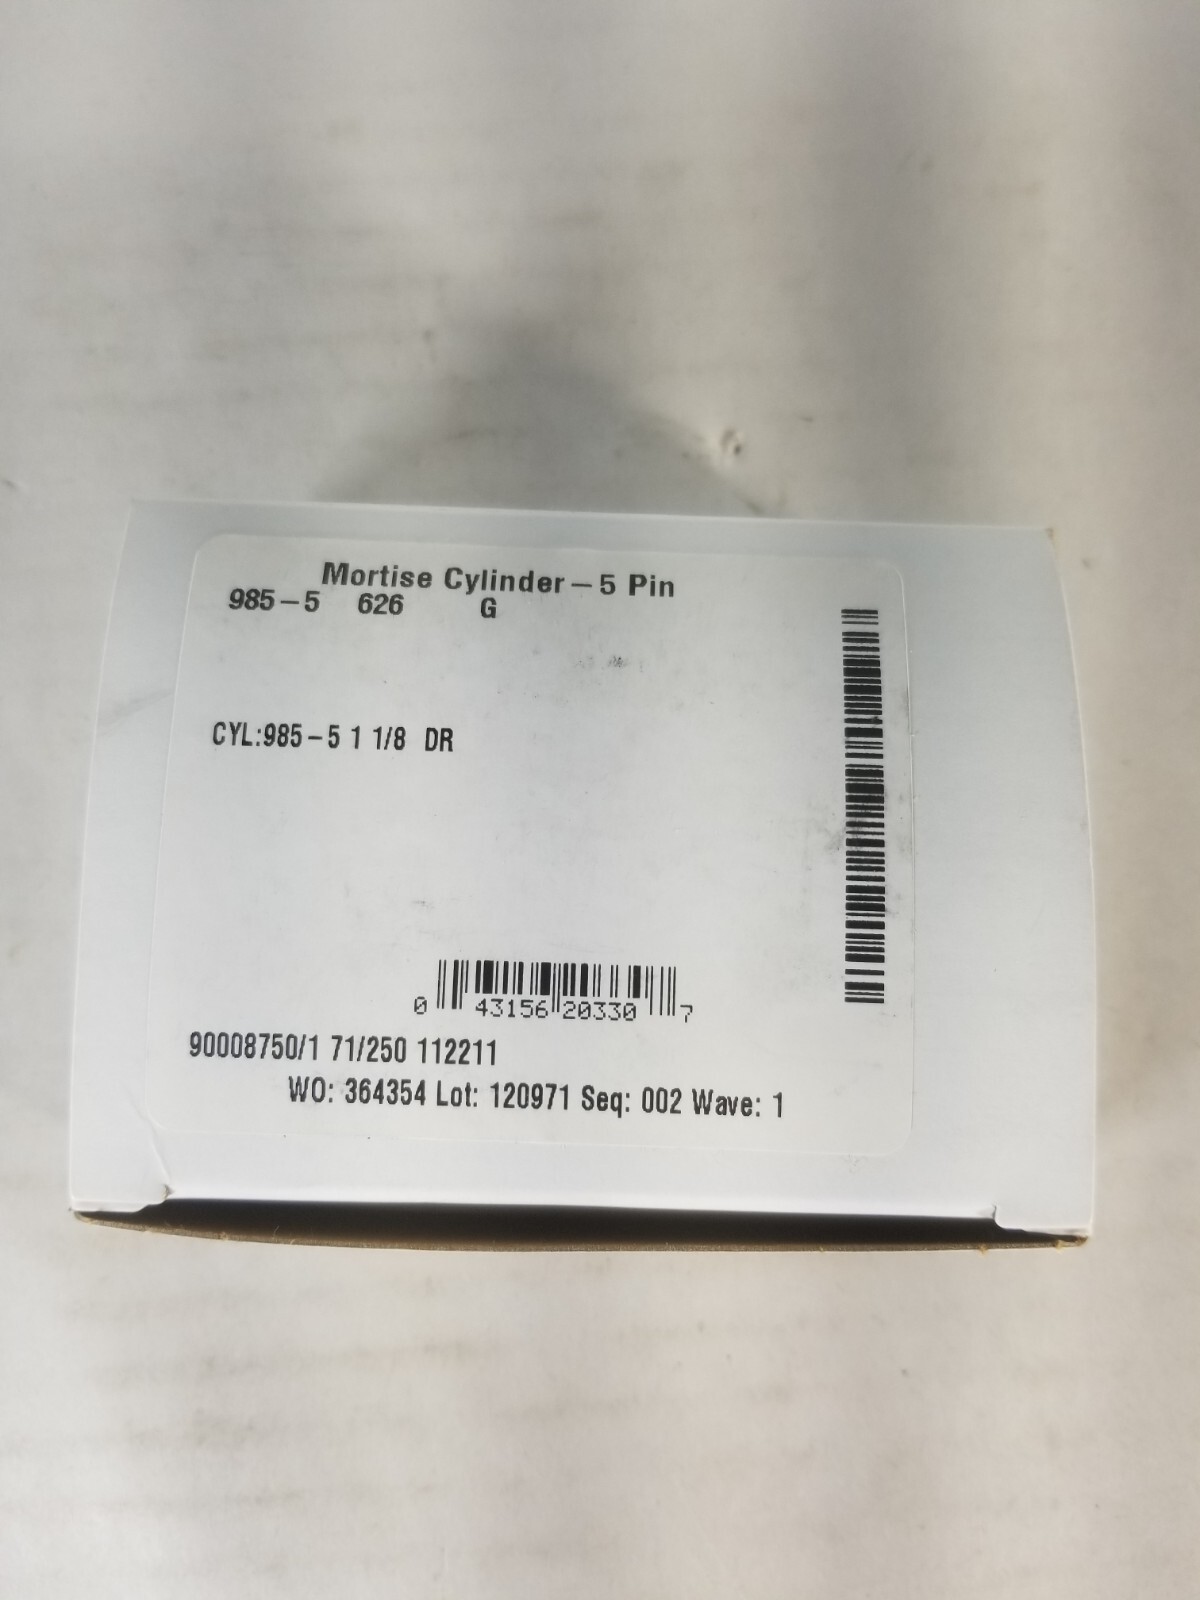 Mortise Cylinder – 5 Pin
985 – 5 626 G
CYL:985 – 5 1 1/8 DR
0 43156 20330 7
90008750/1 71/250 112211
WO: 364354 Lot: 120971 Seq: 002 Wave: 1